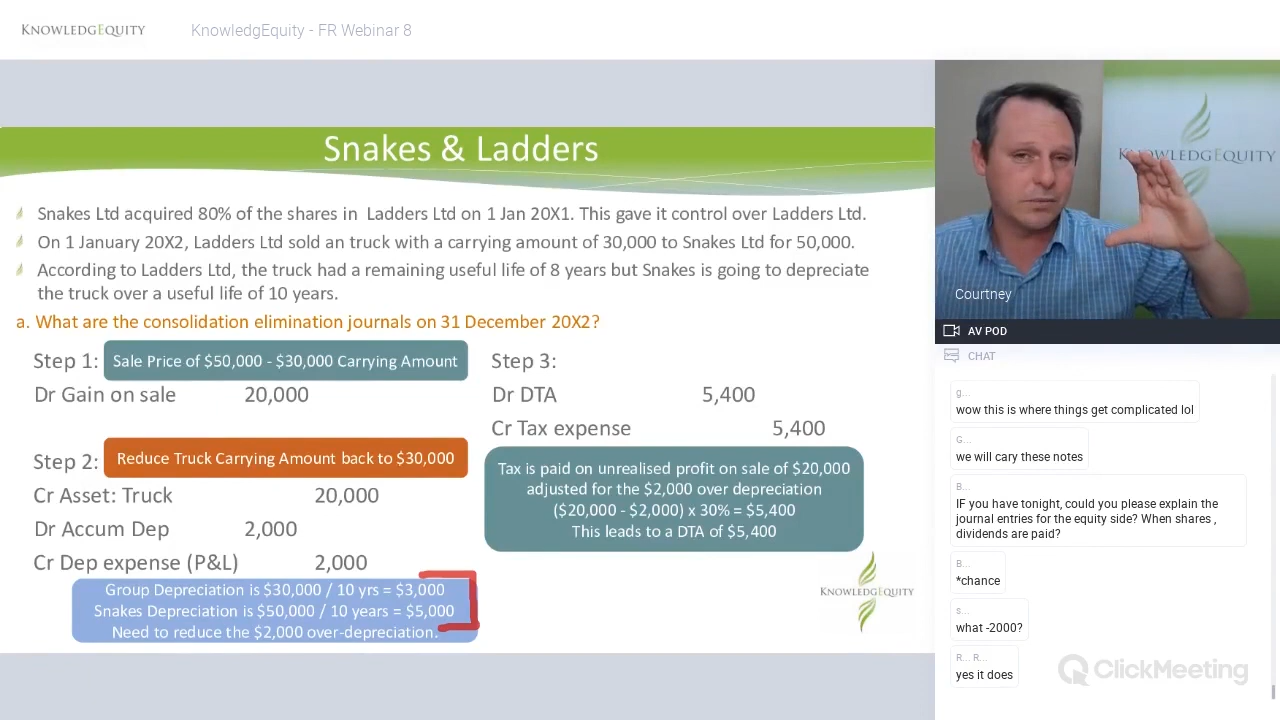 KNOWLEDGEQUITY
KnowledgEquity - FR Webinar 8
Snakes & Ladders
Snakes Ltd acquired 80% of the shares in Ladders Ltd on 1 Jan 20X1. This gave it control over Ladders Ltd.
On 1 January 20X2, Ladders Ltd sold an truck with a carrying amount of 30,000 to Snakes Ltd for 50,000.
According to Ladders Ltd, the truck had a remaining useful life of 8 years but Snakes is going to depreciate
the truck over a useful life of 10 years.
a. What are the consolidation elimination journals on 31 December 20X2?
Step 1: Sale Price of $50,000 - $30,000 Carrying Amount
Dr Gain on sale 20,000
Step 2: Reduce Truck Carrying Amount back to $30,000
Cr Asset: Truck 20,000
Dr Accum Dep 2,000
Cr Dep expense (P&L) 2,000
Group Depreciation is $30,000 / 10 yrs = $3,000
Snakes Depreciation is $50,000 / 10 years = $5,000
Need to reduce the $2,000 over-depreciation.
Step 3:
Dr DTA 5,400
Cr Tax expense 5,400
Tax is paid on unrealised profit on sale of $20,000
adjusted for the $2,000 over depreciation
($20,000 - $2,000) x 30% = $5,400
This leads to a DTA of $5,400
KNOWLEDGEQUITY
KNOWLEDGEQUITY
Courtney
AV POD
CHAT
g...
wow this is where things get complicated lol
G...
we will cary these notes
B...
IF you have tonight, could you please explain the
journal entries for the equity side? When shares ,
dividends are paid?
B...
*chance
s...
what -2000?
R... R...
yes it does
ClickMeeting